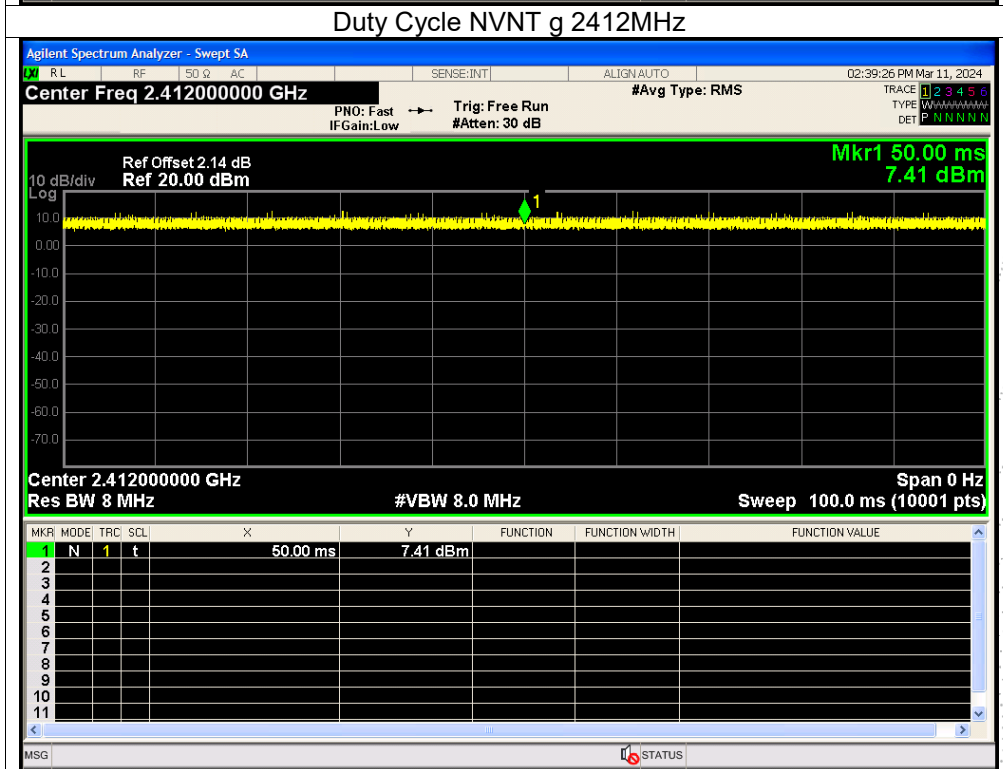 Duty Cycle NVNT g 2412MHz
Agilent Spectrum Analyzer - Swept SA
LXI RL RF 50 Ω AC SENSE:INT ALIGN AUTO 02:39:26 PM Mar 11, 2024
Center Freq 2.412000000 GHz #Avg Type: RMS TRACE 1 2 3 4 5 6
PNO: Fast Trig: Free Run TYPE WWWWWW
IFGain:Low #Atten: 30 dB DET P N N N N N
Mkr1 50.00 ms
Ref Offset 2.14 dB
10 dB/div Ref 20.00 dBm 7.41 dBm
Log
1
10.0
0.00
-10.0
-20.0
-30.0
-40.0
-50.0
-60.0
-70.0
Center 2.412000000 GHz Span 0 Hz
Res BW 8 MHz #VBW 8.0 MHz Sweep 100.0 ms (10001 pts)
MKR MODE TRC SCL X Y FUNCTION FUNCTION WIDTH FUNCTION VALUE
1 N 1 t 50.00 ms 7.41 dBm
2
3
4
5
6
7
8
9
10
11
MSG STATUS